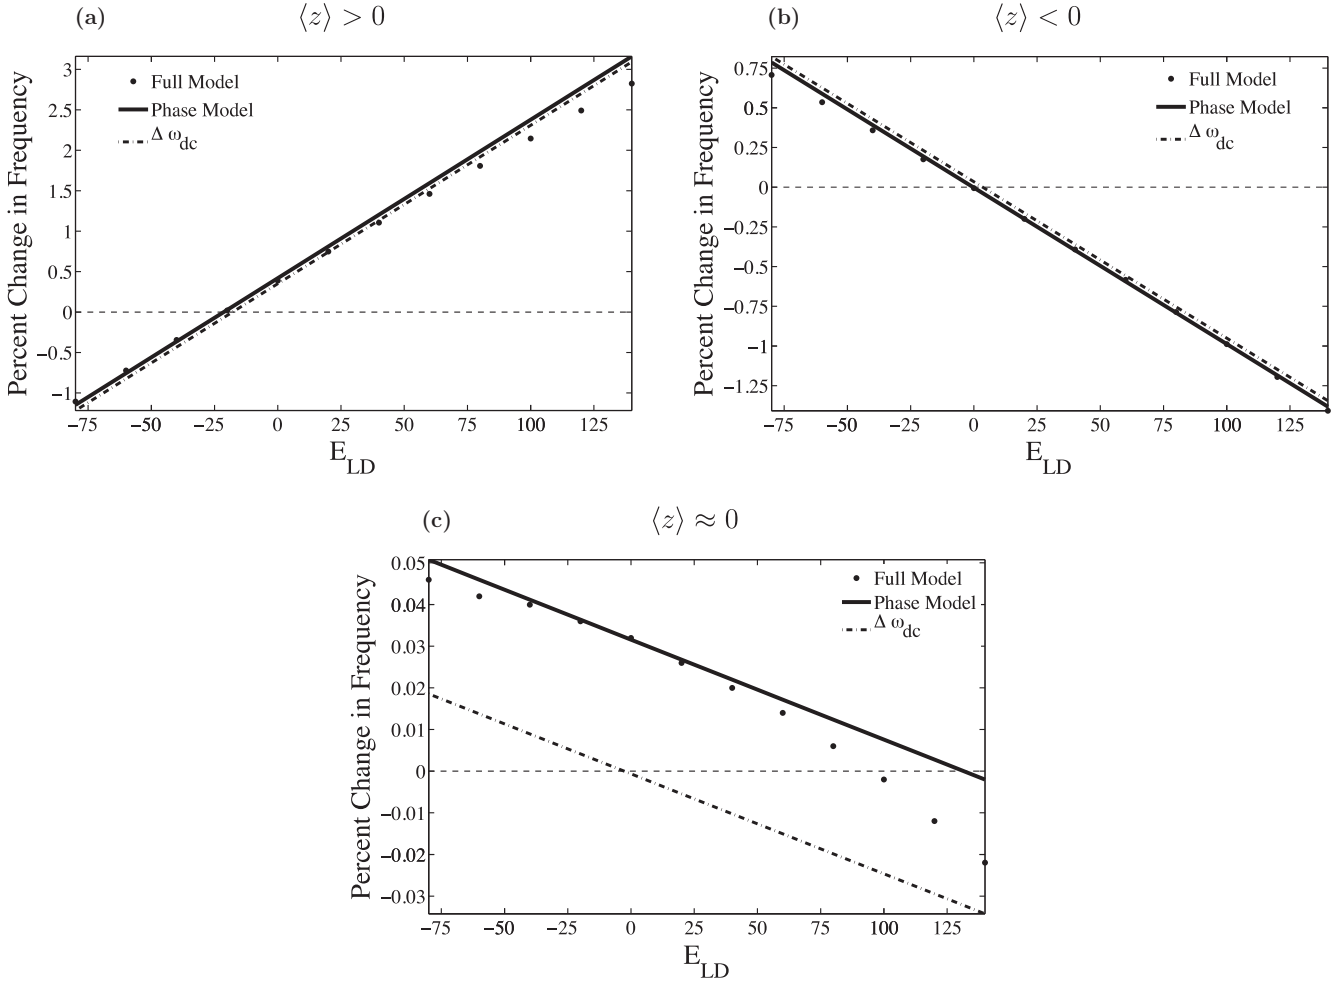 (a) ⟨z⟩ > 0
Percent Change in Frequency
3
2.5
2
1.5
1
0.5
0
−0.5
−1
Full Model
Phase Model
Δ ω_dc
−75 −50 −25 0 25 50 75 100 125
E_LD
(b) ⟨z⟩ < 0
Percent Change in Frequency
0.75
0.5
0.25
0
−0.25
−0.5
−0.75
−1
−1.25
Full Model
Phase Model
Δ ω_dc
−75 −50 −25 0 25 50 75 100 125
E_LD
(c) ⟨z⟩ ≈ 0
Percent Change in Frequency
0.05
0.04
0.03
0.02
0.01
0
−0.01
−0.02
−0.03
Full Model
Phase Model
Δ ω_dc
−75 −50 −25 0 25 50 75 100 125
E_LD